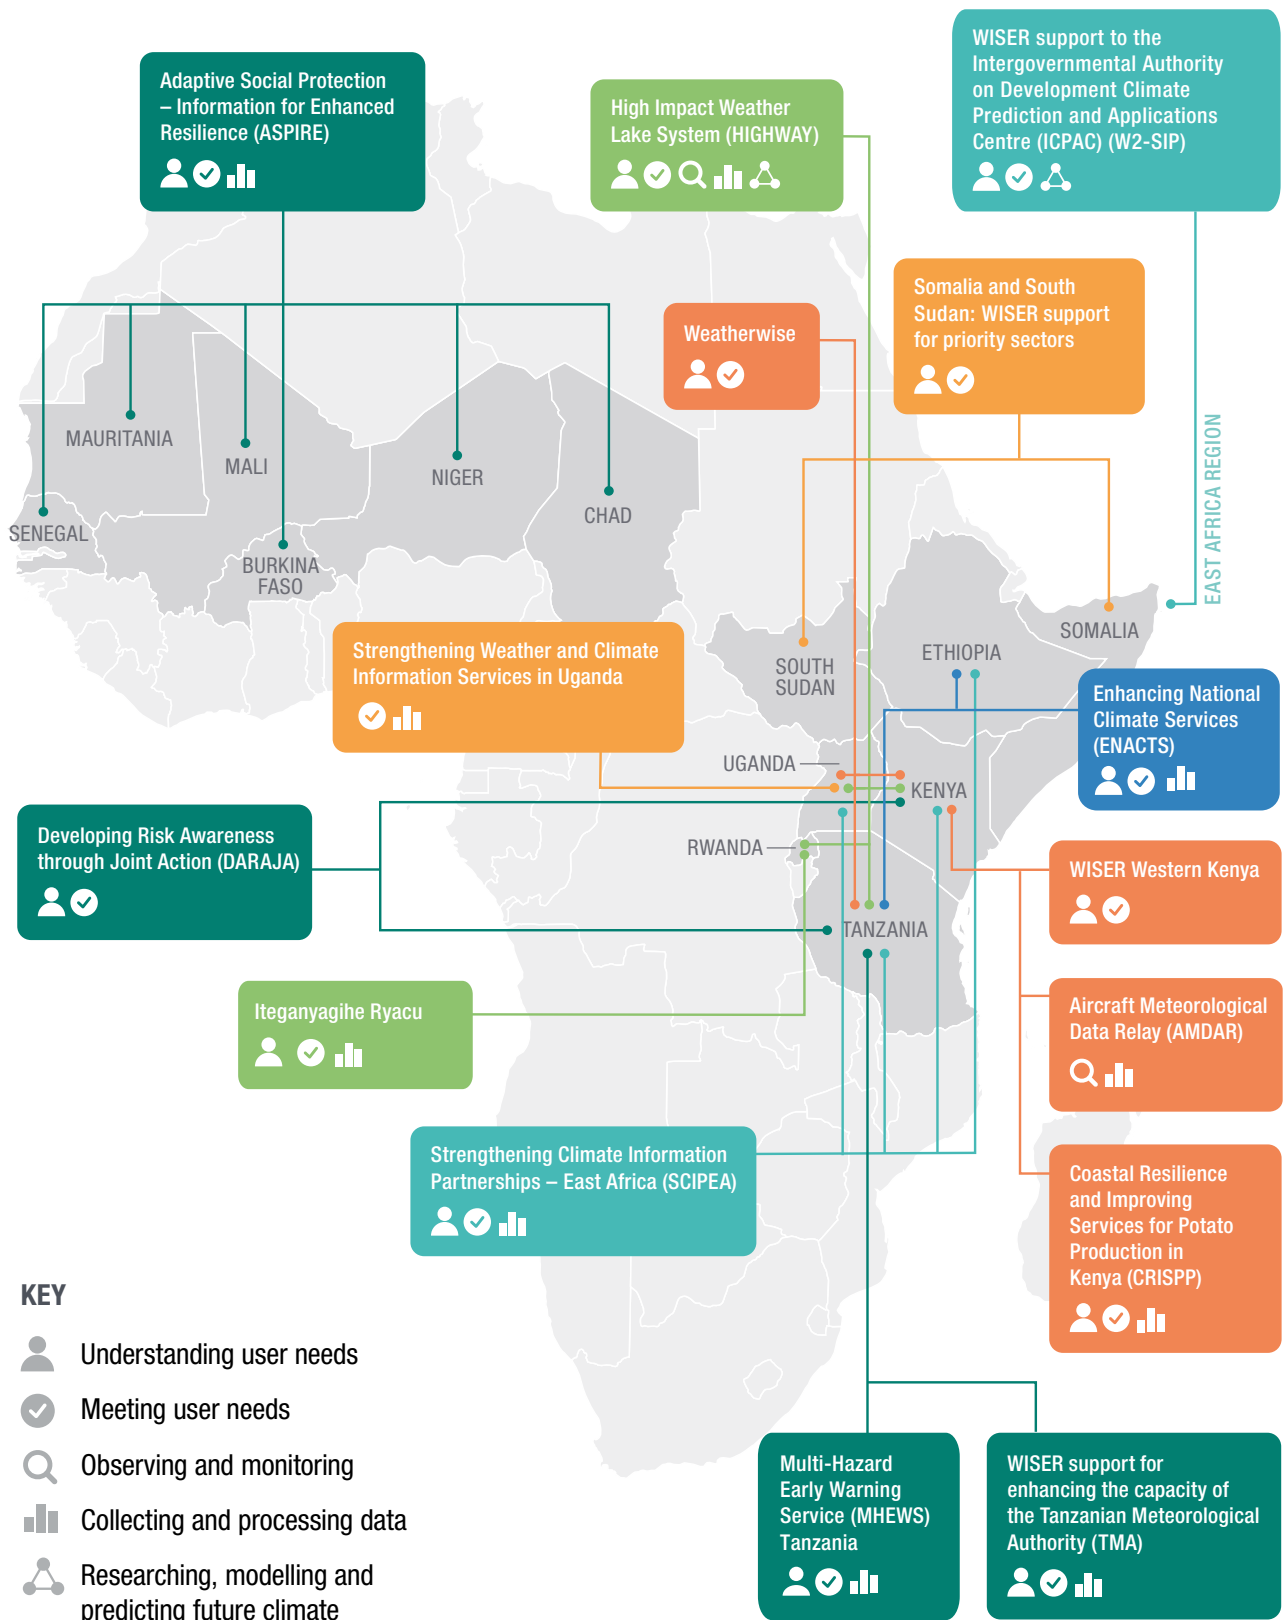 Adaptive Social Protection
– Information for Enhanced
Resilience (ASPIRE)
High Impact Weather
Lake System (HIGHWAY)
WISER support to the
Intergovernmental Authority
on Development Climate
Prediction and Applications
Centre (ICPAC) (W2-SIP)
Weatherwise
Somalia and South
Sudan: WISER support
for priority sectors
EAST AFRICA REGION
MAURITANIA
MALI
NIGER
CHAD
SENEGAL
BURKINA
FASO
SOMALIA
ETHIOPIA
SOUTH
SUDAN
Strengthening Weather and Climate
Information Services in Uganda
Enhancing National
Climate Services
(ENACTS)
UGANDA
KENYA
RWANDA
TANZANIA
Developing Risk Awareness
through Joint Action (DARAJA)
WISER Western Kenya
Iteganyagihe Ryacu
Aircraft Meteorological
Data Relay (AMDAR)
Strengthening Climate Information
Partnerships – East Africa (SCIPEA)
Coastal Resilience
and Improving
Services for Potato
Production in
Kenya (CRISPP)
KEY
Understanding user needs
Meeting user needs
Observing and monitoring
Collecting and processing data
Researching, modelling and
predicting future climate
Multi-Hazard
Early Warning
Service (MHEWS)
Tanzania
WISER support for
enhancing the capacity of
the Tanzanian Meteorological
Authority (TMA)